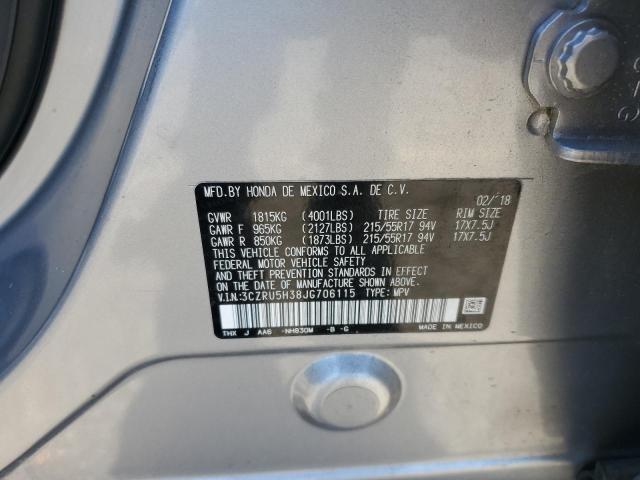 MFD.BY HONDA DE MEXICO S.A. DE C.V.
02/'18
GVWR 1815KG (4001LBS) TIRE SIZE RIM SIZE
GAWR F 965KG (2127LBS) 215/55R17 94V 17X7.5J
GAWR R 850KG (1873LBS) 215/55R17 94V 17X7.5J
THIS VEHICLE CONFORMS TO ALL APPLICABLE
FEDERAL MOTOR VEHICLE SAFETY, BUMPER,
AND THEFT PREVENTION STANDARDS IN EFFECT
ON THE DATE OF MANUFACTURE SHOWN ABOVE.
V.I.N:3CZRU5H38JG706115 TYPE: MPV
THX J AAS -NH830M -B -G MADE IN MEXICO